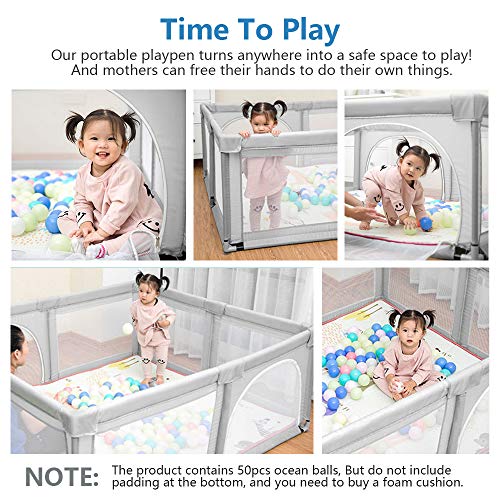 Time To Play
Our portable playpen turns anywhere into a safe space to play!
And mothers can free their hands to do their own things.
NOTE:
The product contains 50pcs ocean balls, But do not include
padding at the bottom, and you need to buy a foam cushion.